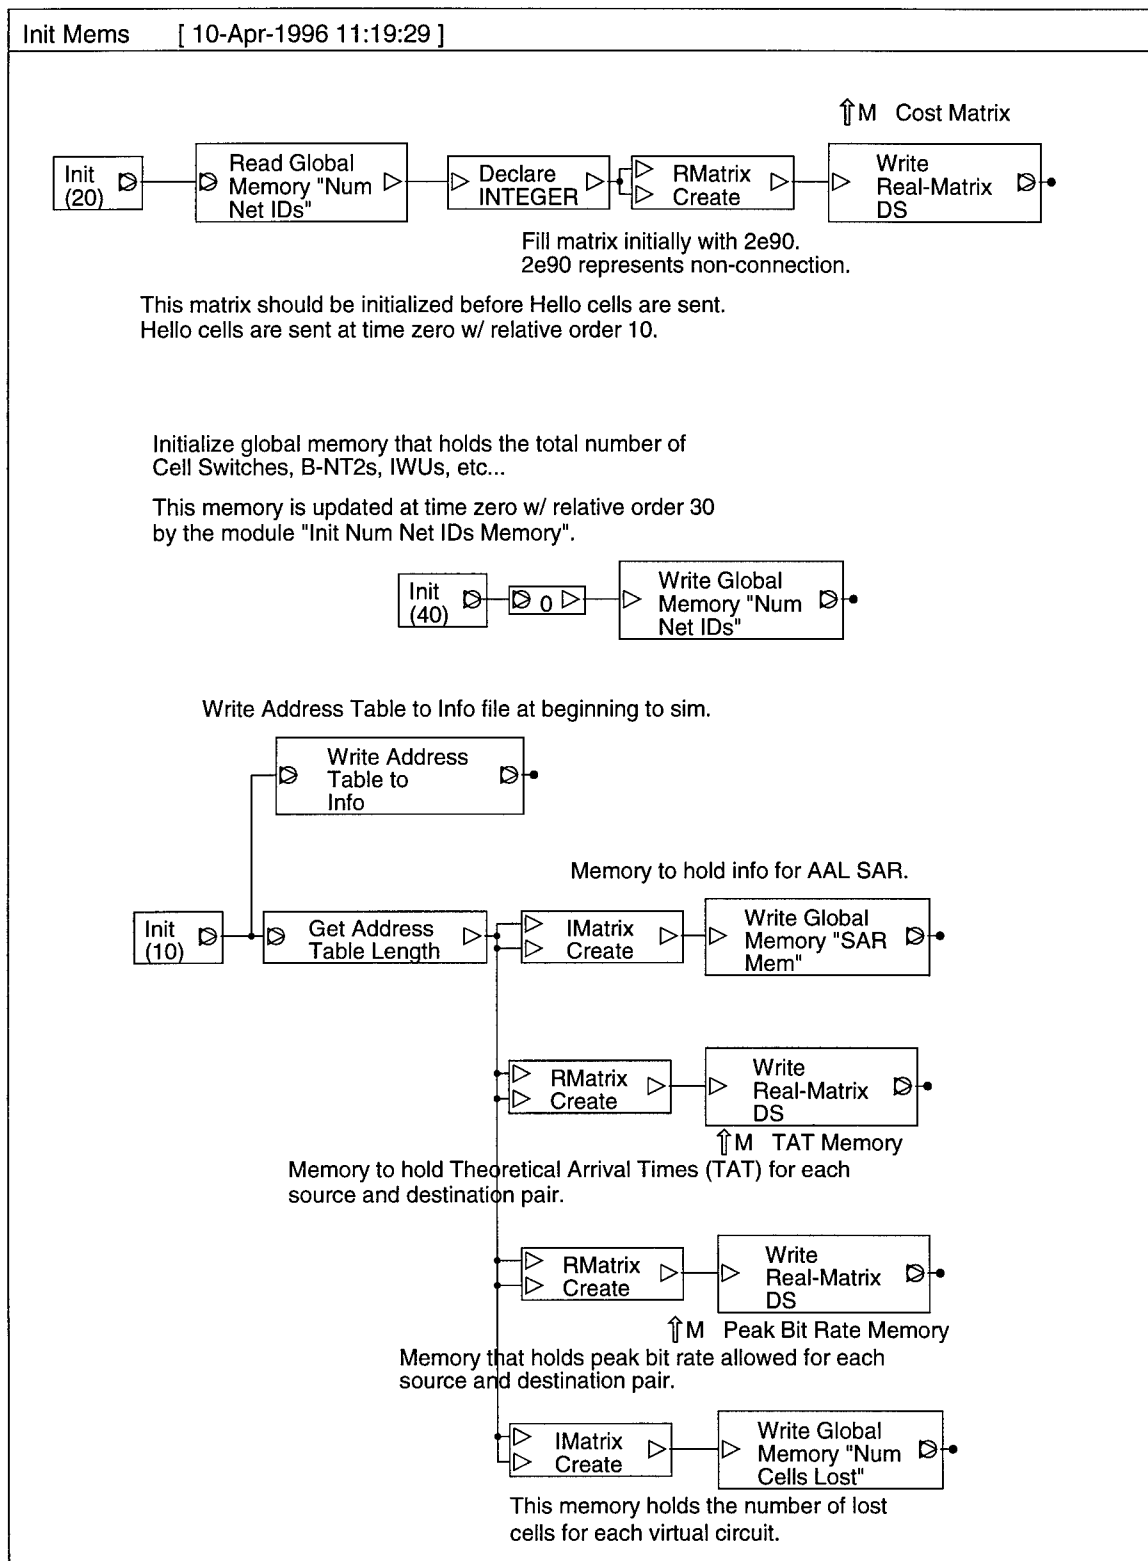 Init Mems [ 10-Apr-1996 11:19:29 ]
⇑M Cost Matrix
Init
(20)
Read Global
Memory "Num
Net IDs"
Declare
INTEGER
RMatrix
Create
Write
Real-Matrix
DS
Fill matrix initially with 2e90.
2e90 represents non-connection.
This matrix should be initialized before Hello cells are sent.
Hello cells are sent at time zero w/ relative order 10.
Initialize global memory that holds the total number of
Cell Switches, B-NT2s, IWUs, etc...
This memory is updated at time zero w/ relative order 30
by the module "Init Num Net IDs Memory".
Init
(40)
0
Write Global
Memory "Num
Net IDs"
Write Address Table to Info file at beginning to sim.
Write Address
Table to
Info
Memory to hold info for AAL SAR.
Init
(10)
Get Address
Table Length
IMatrix
Create
Write Global
Memory "SAR
Mem"
RMatrix
Create
Write
Real-Matrix
DS
⇑M TAT Memory
Memory to hold Theoretical Arrival Times (TAT) for each
source and destination pair.
RMatrix
Create
Write
Real-Matrix
DS
⇑M Peak Bit Rate Memory
Memory that holds peak bit rate allowed for each
source and destination pair.
IMatrix
Create
Write Global
Memory "Num
Cells Lost"
This memory holds the number of lost
cells for each virtual circuit.